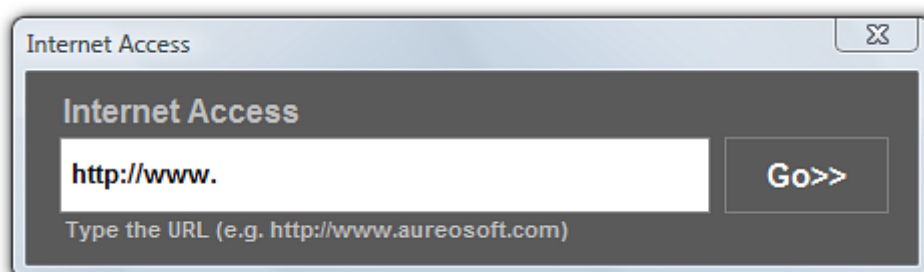 Internet Access
Internet Access
http://www.
Go>>
Type the URL (e.g. http://www.aureosoft.com)